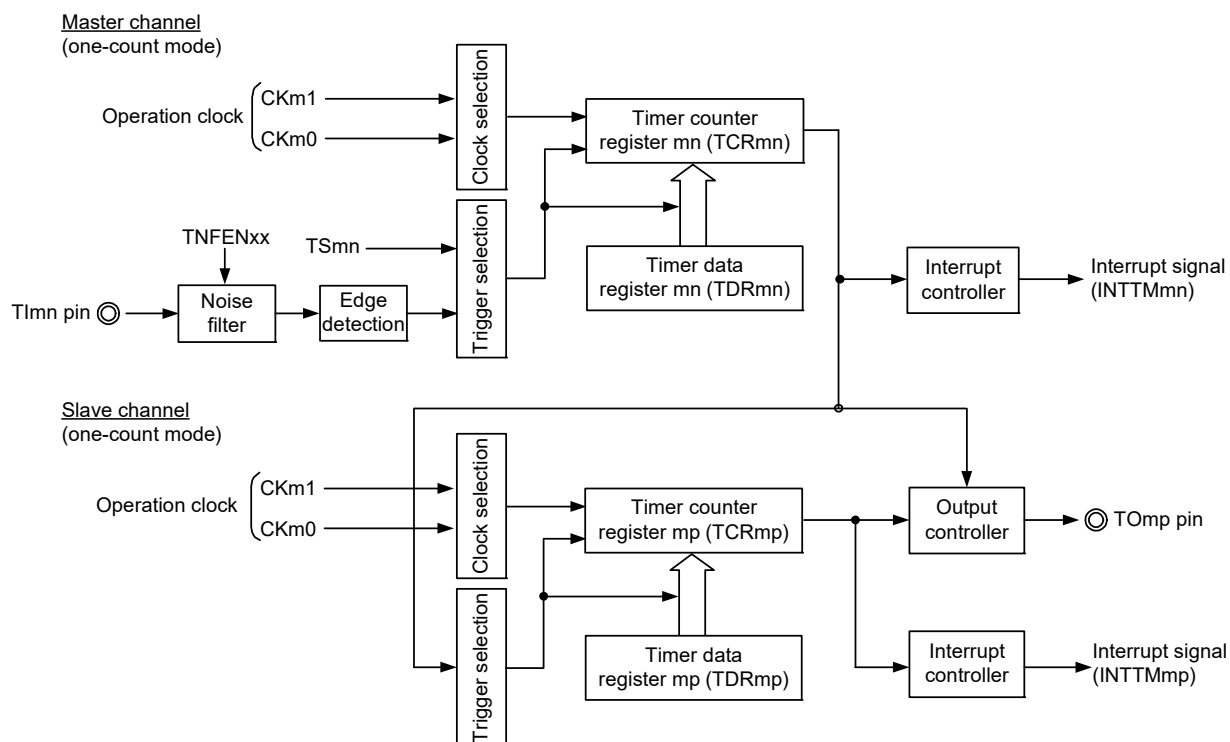 Master channel
(one-count mode)
Operation clock
CKm1
CKm0
Clock selection
Timer counter
register mn (TCRmn)
TNFENxx
TSmn
Trigger selection
Timer data
register mn (TDRmn)
Interrupt
controller
Interrupt signal
(INTTMmn)
TImn pin
Noise
filter
Edge
detection
Slave channel
(one-count mode)
Operation clock
CKm1
CKm0
Clock selection
Timer counter
register mp (TCRmp)
Output
controller
TOmp pin
Trigger selection
Timer data
register mp (TDRmp)
Interrupt
controller
Interrupt signal
(INTTMmp)